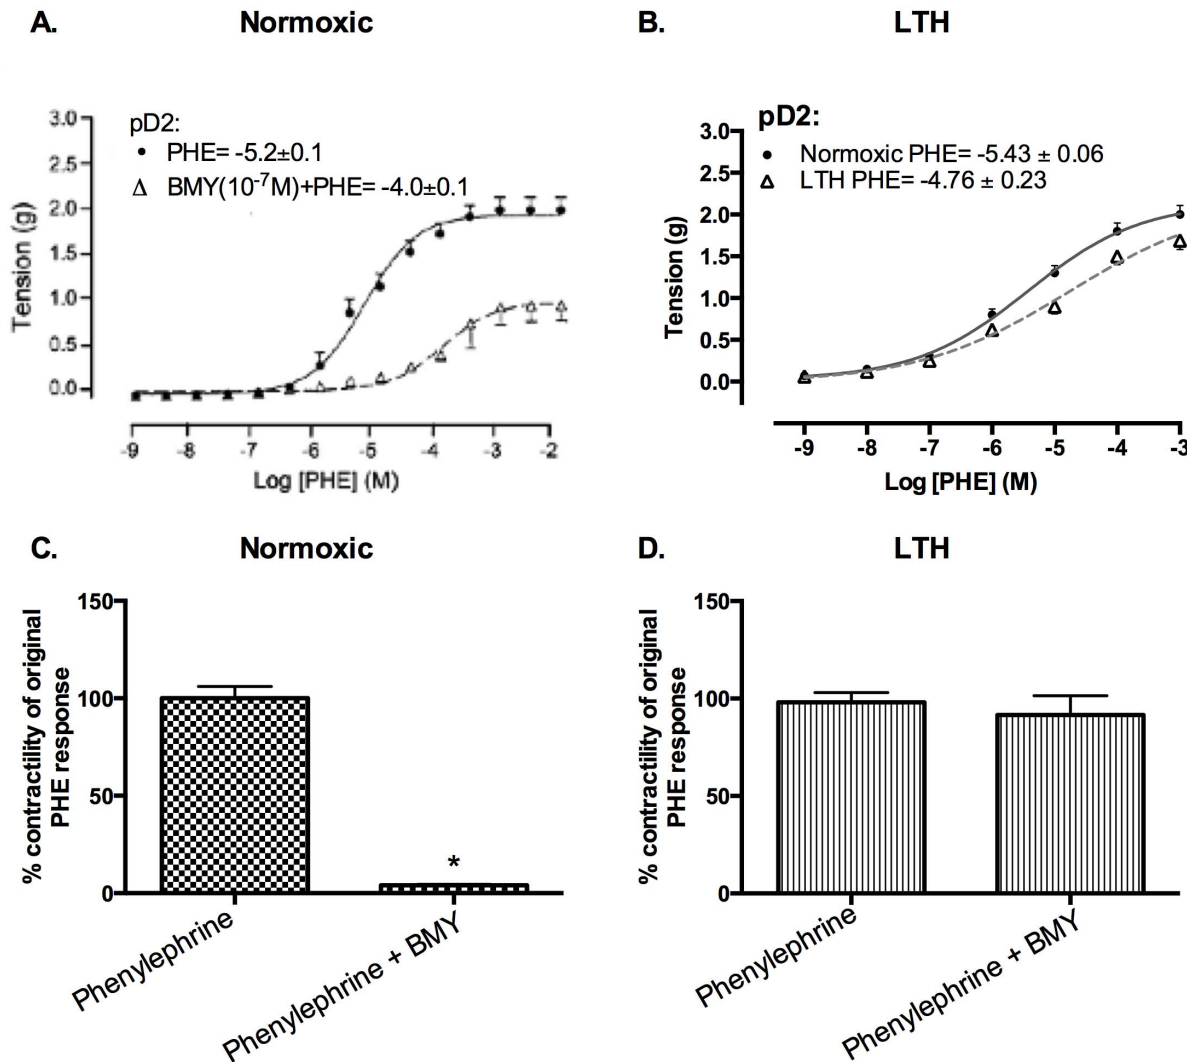 A. Normoxic
pD2:
● PHE= -5.2±0.1
△ BMY(10⁻⁷M)+PHE= -4.0±0.1
Tension (g)
3.0
2.5
2.0
1.5
1.0
0.5
0.0
-9 -8 -7 -6 -5 -4 -3 -2
Log [PHE] (M)
B. LTH
pD2:
● Normoxic PHE= -5.43 ± 0.06
△ LTH PHE= -4.76 ± 0.23
Tension (g)
3.0
2.5
2.0
1.5
1.0
0.5
0.0
-9 -8 -7 -6 -5 -4 -3
Log [PHE] (M)
C. Normoxic
% contractility of original
PHE response
150
100
50
0
*
Phenylephrine
Phenylephrine + BMY
D. LTH
% contractility of original
PHE response
150
100
50
0
Phenylephrine
Phenylephrine + BMY